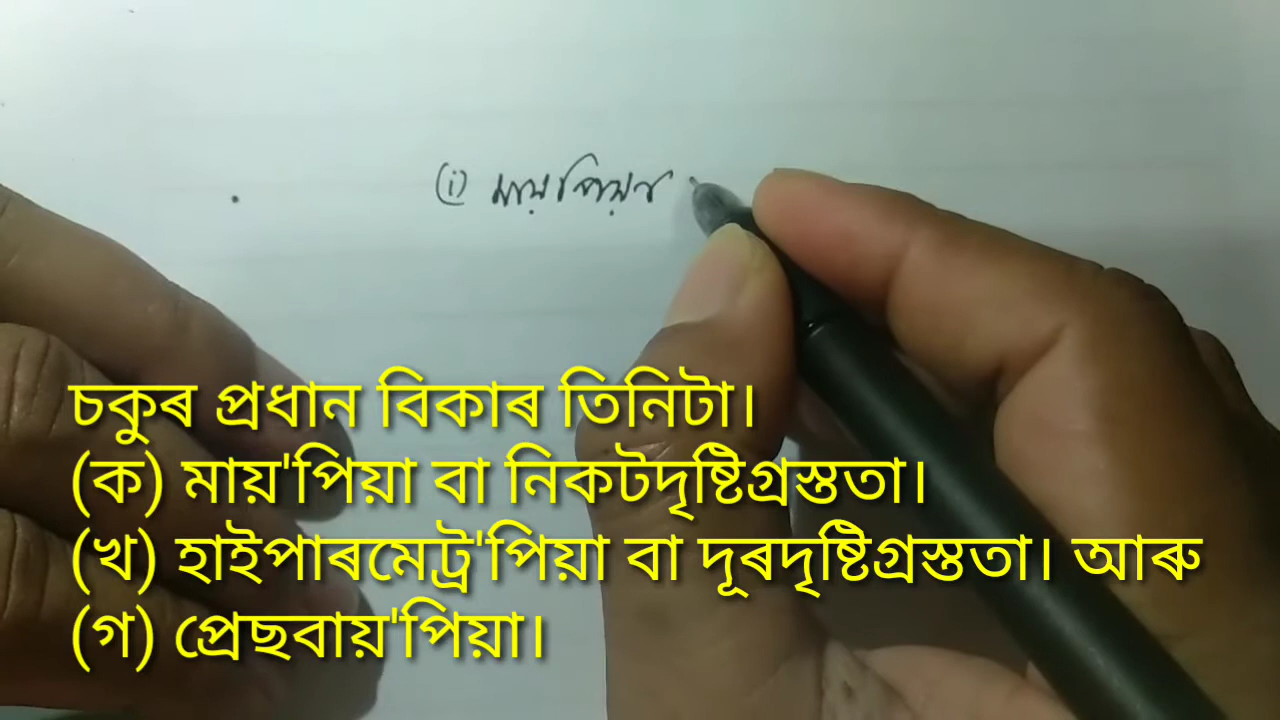 (i) মায়'পিয়া
চকুৰ প্ৰধান বিকাৰ তিনিটা।
(ক) মায়'পিয়া বা নিকটদৃষ্টিগ্ৰস্ততা।
(খ) হাইপাৰমেট্ৰ'পিয়া বা দূৰদৃষ্টিগ্ৰস্ততা। আৰু
(গ) প্ৰেছবায়'পিয়া।